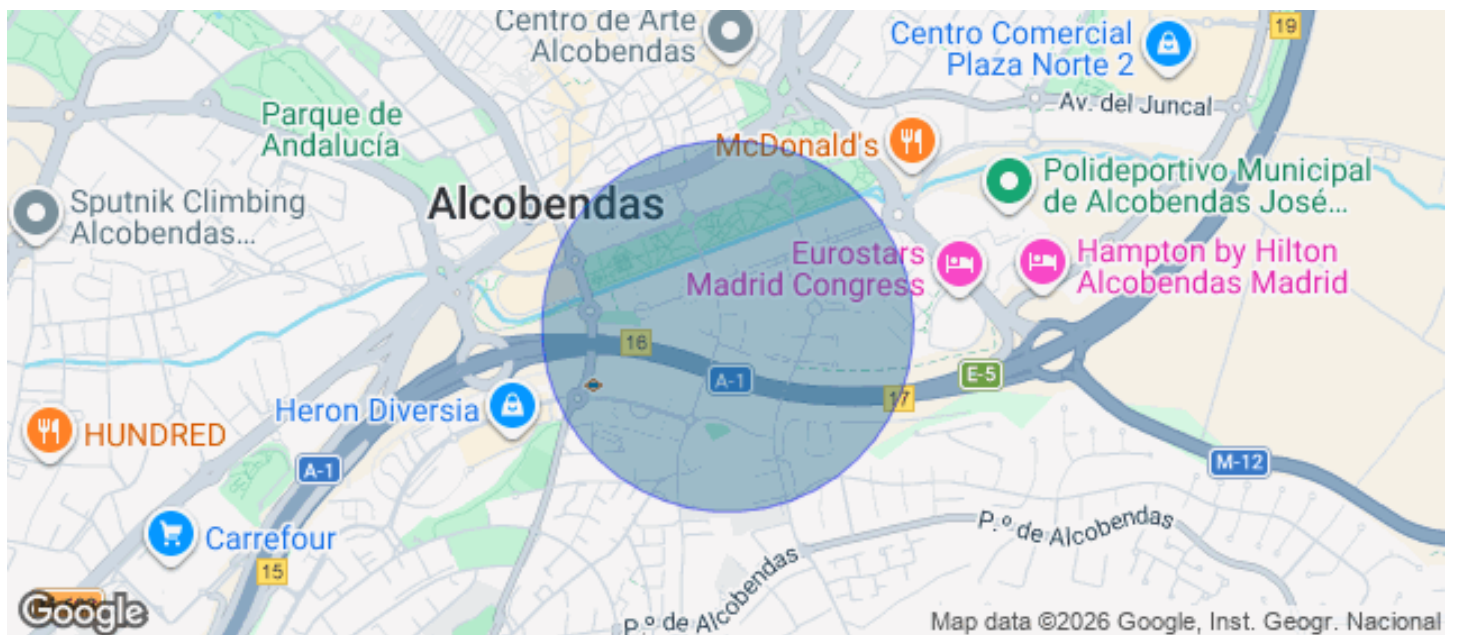 Centro de Arte
Alcobendas
19
Centro Comercial
Plaza Norte 2
Av. del Juncal
Parque de
Andalucía
McDonald's
Polideportivo Municipal
de Alcobendas José...
Sputnik Climbing
Alcobendas...
Alcobendas
Eurostars
Madrid Congress
Hampton by Hilton
Alcobendas Madrid
16
A-1
E-5
17
Heron Diversia
HUNDRED
A-1
M-12
Carrefour
P.º de Alcobendas
15
P.º de Alcobendas
Google
Map data ©2026 Google, Inst. Geogr. Nacional